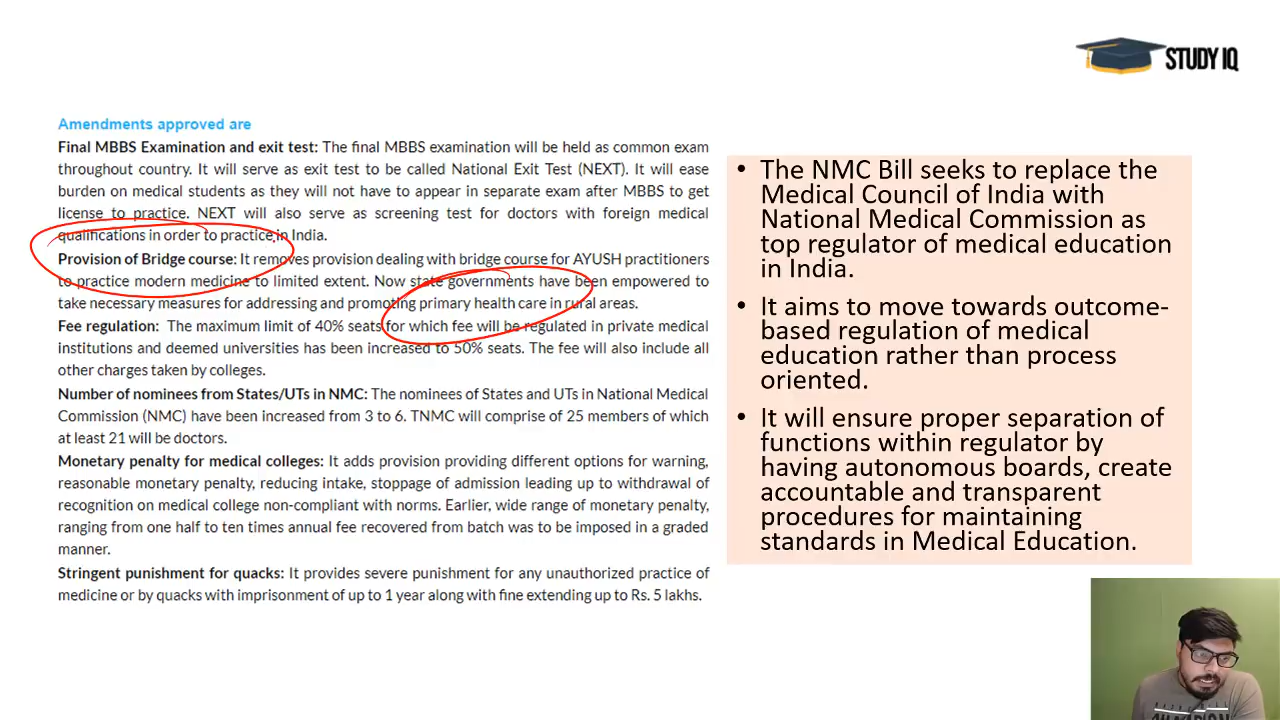 STUDY IQ
Amendments approved are
Final MBBS Examination and exit test: The final MBBS examination will be held as common exam
throughout country. It will serve as exit test to be called National Exit Test (NEXT). It will ease
burden on medical students as they will not have to appear in separate exam after MBBS to get
license to practice. NEXT will also serve as screening test for doctors with foreign medical
qualifications in order to practice in India.
Provision of Bridge course: It removes provision dealing with bridge course for AYUSH practitioners
to practice modern medicine to limited extent. Now state governments have been empowered to
take necessary measures for addressing and promoting primary health care in rural areas.
Fee regulation: The maximum limit of 40% seats for which fee will be regulated in private medical
institutions and deemed universities has been increased to 50% seats. The fee will also include all
other charges taken by colleges.
Number of nominees from States/UTs in NMC: The nominees of States and UTs in National Medical
Commission (NMC) have been increased from 3 to 6. TNMC will comprise of 25 members of which
at least 21 will be doctors.
Monetary penalty for medical colleges: It adds provision providing different options for warning,
reasonable monetary penalty, reducing intake, stoppage of admission leading up to withdrawal of
recognition on medical college non-compliant with norms. Earlier, wide range of monetary penalty,
ranging from one half to ten times annual fee recovered from batch was to be imposed in a graded
manner.
Stringent punishment for quacks: It provides severe punishment for any unauthorized practice of
medicine or by quacks with imprisonment of up to 1 year along with fine extending up to Rs. 5 lakhs.
• The NMC Bill seeks to replace the
Medical Council of India with
National Medical Commission as
top regulator of medical education
in India.
• It aims to move towards outcome-
based regulation of medical
education rather than process
oriented.
• It will ensure proper separation of
functions within regulator by
having autonomous boards, create
accountable and transparent
procedures for maintaining
standards in Medical Education.